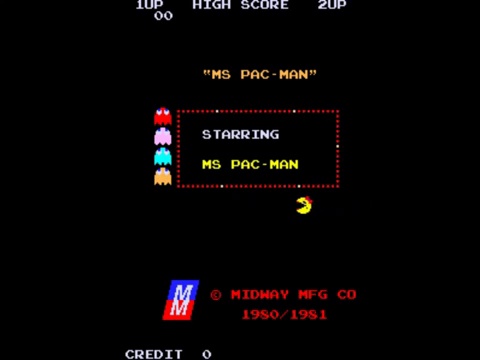 1UP HIGH SCORE 2UP
00
"MS PAC-MAN"
STARRING
MS PAC-MAN
MM
© MIDWAY MFG CO
1980/1981
CREDIT 0